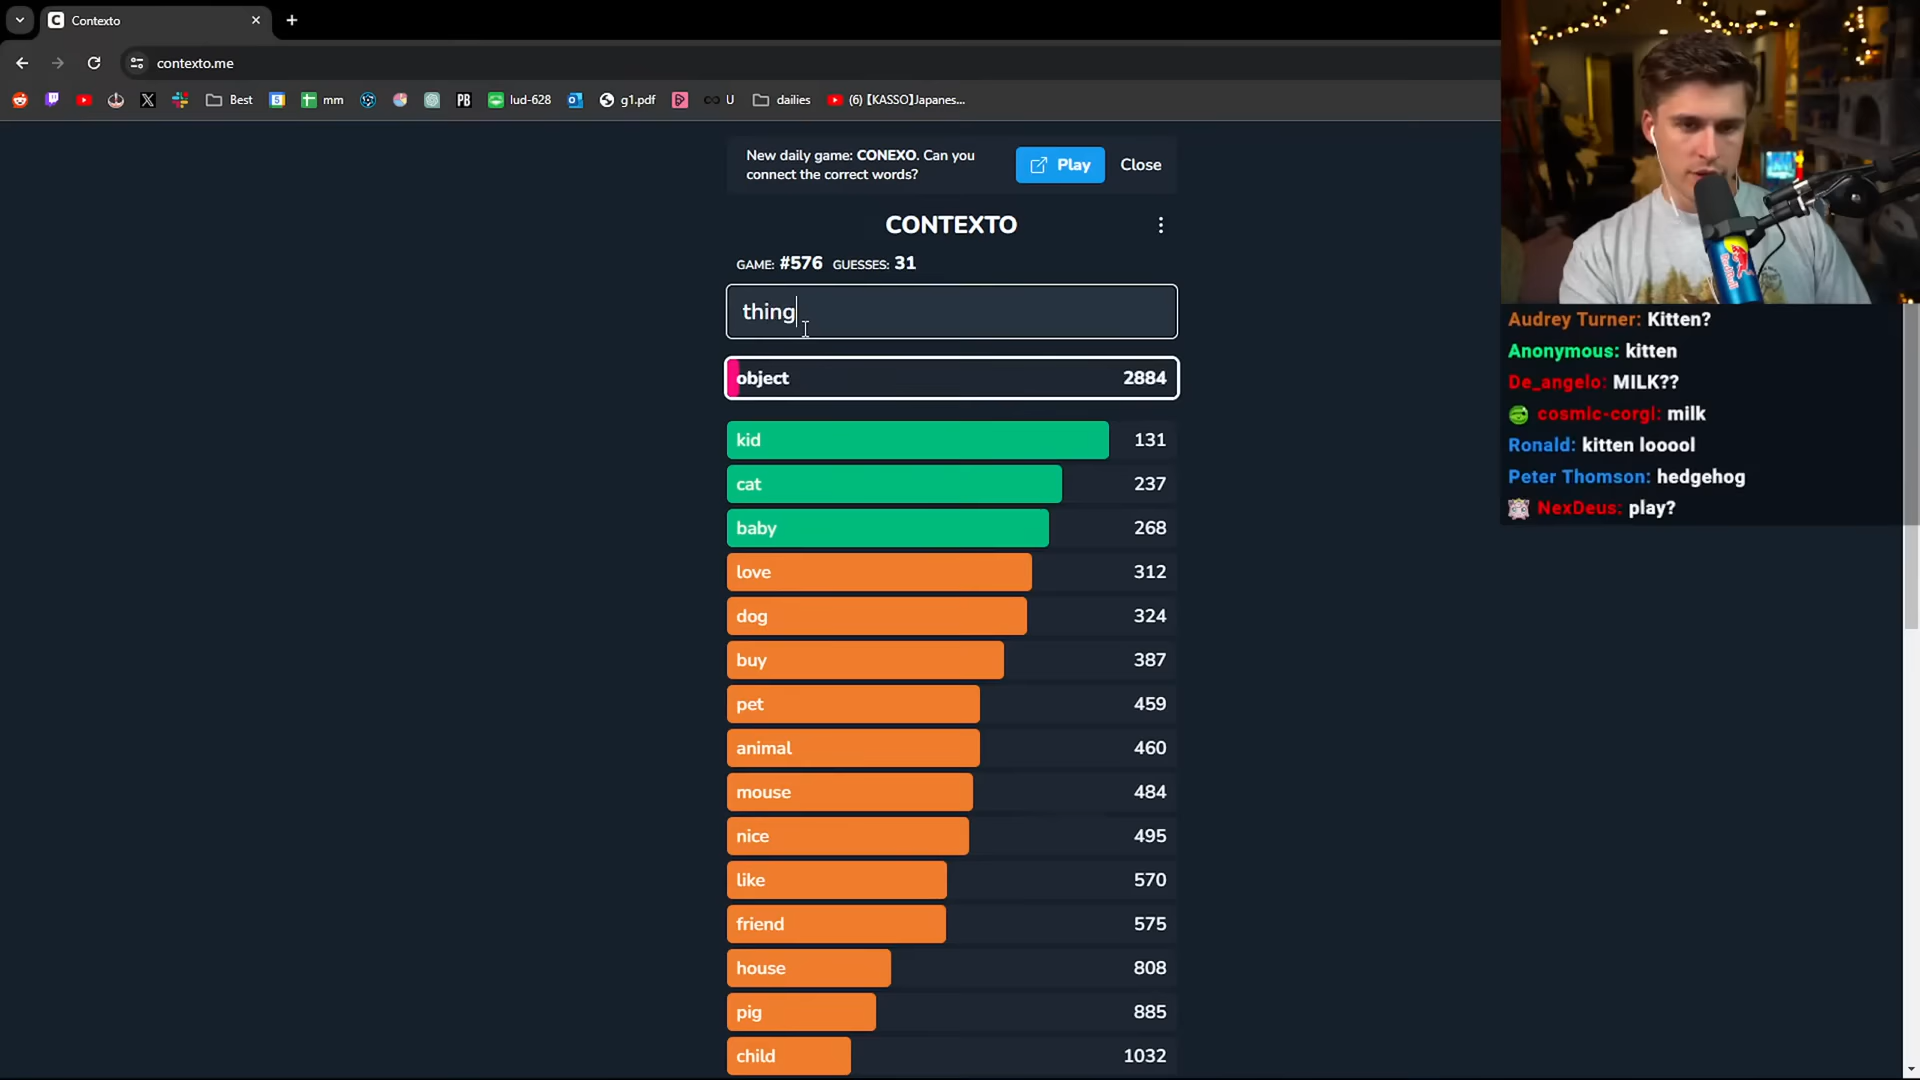 Contexto
contexto.me
Best
mm
PB
lud-628
g1.pdf
U
dailies
(6) 【KASSO】Japanes...
New daily game: CONEXO. Can you
connect the correct words?
Play
Close
CONTEXTO
GAME: #576 GUESSES: 31
thing
object 2884
kid 131
cat 237
baby 268
love 312
dog 324
buy 387
pet 459
animal 460
mouse 484
nice 495
like 570
friend 575
house 808
pig 885
child 1032
Audrey Turner: Kitten?
Anonymous: kitten
De_angelo: MILK??
cosmic-corgi: milk
Ronald: kitten looool
Peter Thomson: hedgehog
NexDeus: play?
Red Bull